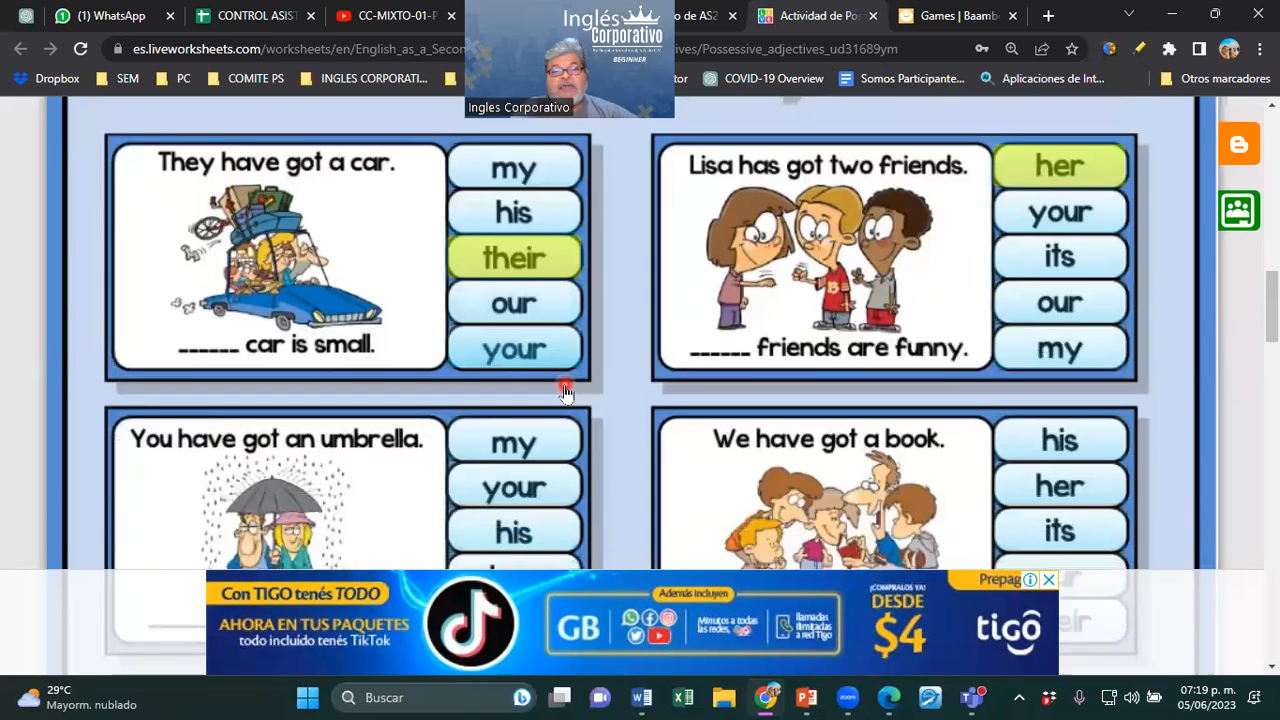 AS2
CONTROL ASIST
CC-MIXTO-01-P
o de AS2
Actividad de Pos
Games | Baamb
es.liveworksheets.com/worksheets/en/English_as_a_Secon
tives/Possessive_adjectives_ud31689ym
Dropbox
SEM
PC
COMITE PS
INGLES CORPORATI...
tor
COVID-19 Overview
Somos Participante...
Aplicaciones de Int...
Otros marcadores
Inglés
Corporativo
BEGINNER
Ingles Corporativo
They have got a car.
my
his
their
our
your
______ car is small.
Lisa has got two friends.
her
your
its
our
my
______ friends are funny.
You have got an umbrella.
my
your
his
We have got a book.
his
her
its
Con TIGO tenés TODO
AHORA EN TUS PAQUETES
todo incluido tenés TikTok
Además incluyen
GB
Minutos a todas
las redes,
llamadas
ilimitadas
a red Tigo
¡CÓMPRALOS YA!
DESDE
$4
Prepag
tigo
29°C
Mayorm. nublado
Buscar
07:19 p. m.
05/06/2023